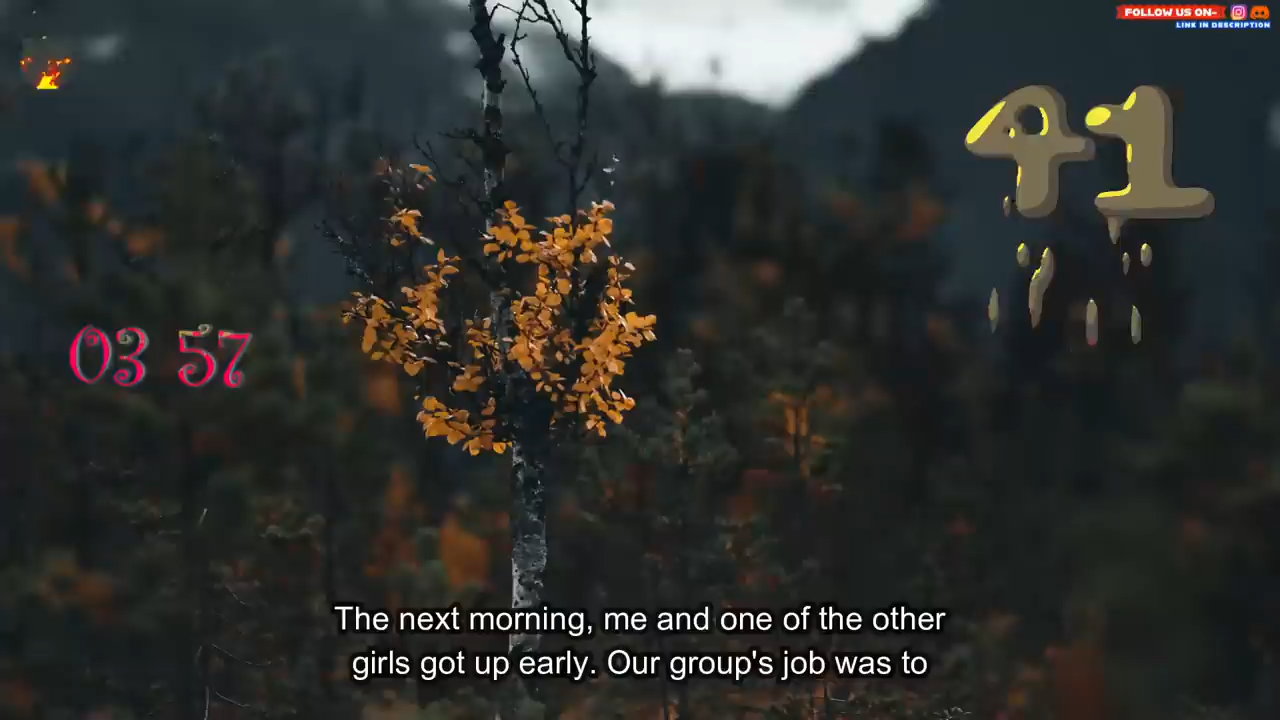 FOLLOW US ON-
LINK IN DESCRIPTION
41
03 57
The next morning, me and one of the other
girls got up early. Our group's job was to